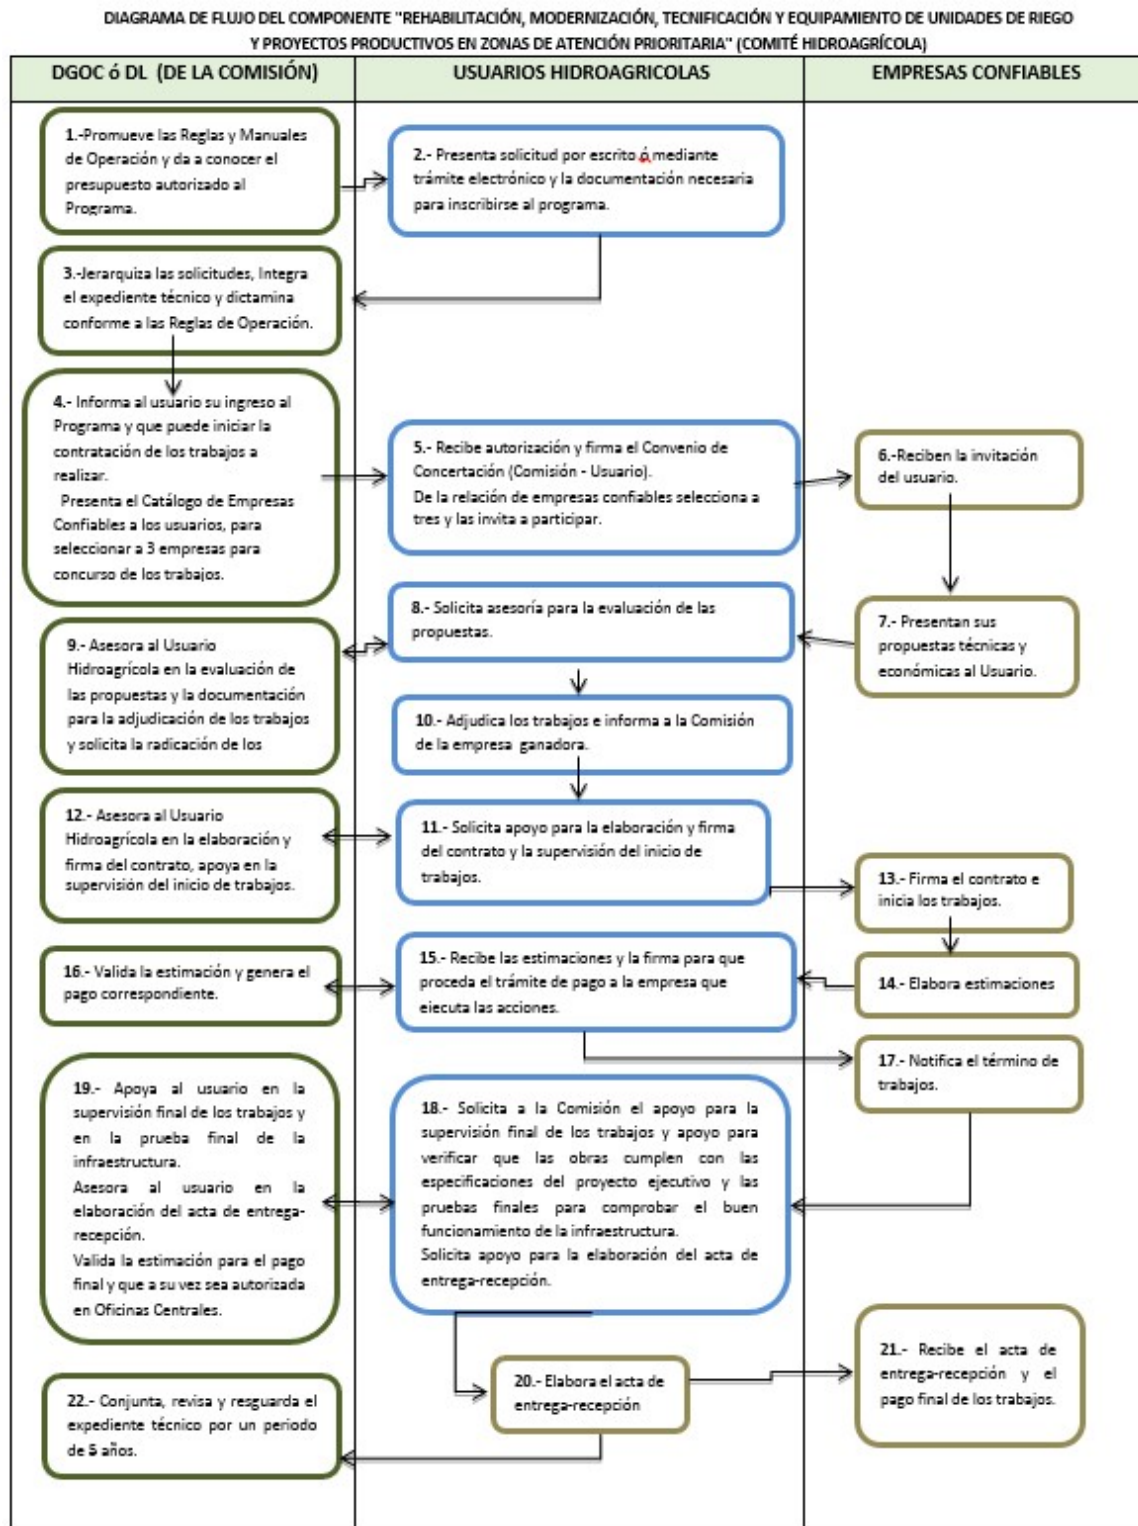 DIAGRAMA DE FLUJO DEL COMPONENTE "REHABILITACIÓN, MODERNIZACIÓN, TECNIFICACIÓN Y EQUIPAMIENTO DE UNIDADES DE RIEGO
Y PROYECTOS PRODUCTIVOS EN ZONAS DE ATENCIÓN PRIORITARIA" (COMITÉ HIDROAGRÍCOLA)
DGOC ó DL (DE LA COMISIÓN)
USUARIOS HIDROAGRICOLAS
EMPRESAS CONFIABLES
1.-Promueve las Reglas y Manuales
de Operación y da a conocer el
presupuesto autorizado al
Programa.
2.- Presenta solicitud por escrito ó mediante
trámite electrónico y la documentación necesaria
para inscribirse al programa.
3.-Jerarquiza las solicitudes, Integra
el expediente técnico y dictamina
conforme a las Reglas de Operación.
4.- Informa al usuario su ingreso al
Programa y que puede iniciar la
contratación de los trabajos a
realizar.
Presenta el Catálogo de Empresas
Confiables a los usuarios, para
seleccionar a 3 empresas para
concurso de los trabajos.
5.- Recibe autorización y firma el Convenio de
Concertación (Comisión - Usuario).
De la relación de empresas confiables selecciona a
tres y las invita a participar.
6.-Reciben la invitación
del usuario.
7.- Presentan sus
propuestas técnicas y
económicas al Usuario.
8.- Solicita asesoría para la evaluación de las
propuestas.
9.- Asesora al Usuario
Hidroagrícola en la evaluación de
las propuestas y la documentación
para la adjudicación de los trabajos
y solicita la radicación de los
10.- Adjudica los trabajos e informa a la Comisión
de la empresa ganadora.
11.- Solicita apoyo para la elaboración y firma
del contrato y la supervisión del inicio de
trabajos.
12.- Asesora al Usuario
Hidroagrícola en la elaboración y
firma del contrato, apoya en la
supervisión del inicio de trabajos.
13.- Firma el contrato e
inicia los trabajos.
14.- Elabora estimaciones
15.- Recibe las estimaciones y la firma para que
proceda el trámite de pago a la empresa que
ejecuta las acciones.
16.- Valida la estimación y genera el
pago correspondiente.
17.- Notifica el término de
trabajos.
18.- Solicita a la Comisión el apoyo para la
supervisión final de los trabajos y apoyo para
verificar que las obras cumplen con las
especificaciones del proyecto ejecutivo y las
pruebas finales para comprobar el buen
funcionamiento de la infraestructura.
Solicita apoyo para la elaboración del acta de
entrega-recepción.
19.- Apoya al usuario en la
supervisión final de los trabajos y
en la prueba final de la
infraestructura.
Asesora al usuario en la
elaboración del acta de entrega-
recepción.
Valida la estimación para el pago
final y que a su vez sea autorizada
en Oficinas Centrales.
20.- Elabora el acta de
entrega-recepción
21.- Recibe el acta de
entrega-recepción y el
pago final de los trabajos.
22.- Conjunta, revisa y resguarda el
expediente técnico por un periodo
de 5 años.